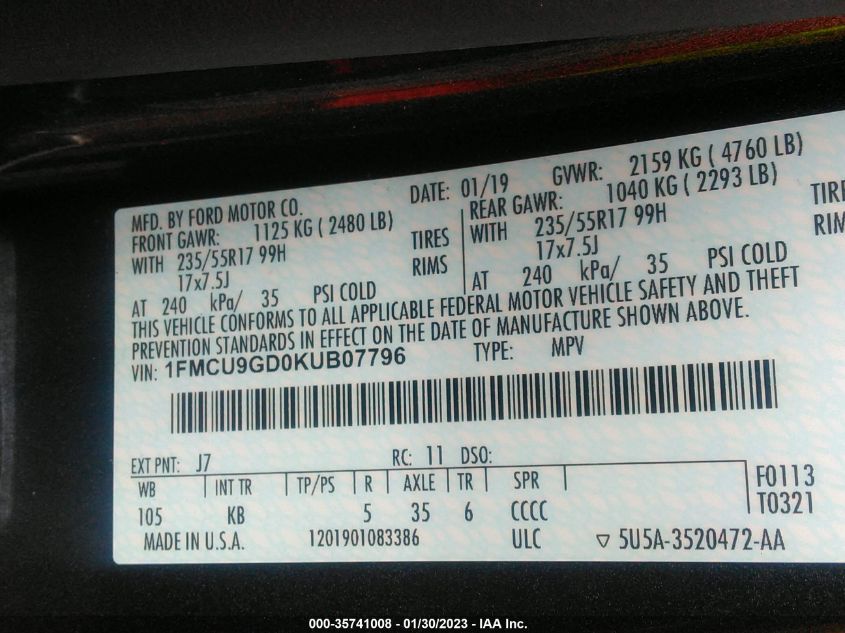 MFD. BY FORD MOTOR CO. DATE: 01/19 GVWR: 2159 KG ( 4760 LB)
FRONT GAWR: 1125 KG ( 2480 LB) REAR GAWR: 1040 KG ( 2293 LB)
WITH 235/55R17 99H TIRES WITH 235/55R17 99H TIRE
17x7.5J RIMS 17x7.5J RIM
AT 240 kPa/ 35 PSI COLD AT 240 kPa/ 35 PSI COLD
THIS VEHICLE CONFORMS TO ALL APPLICABLE FEDERAL MOTOR VEHICLE SAFETY AND THEFT
PREVENTION STANDARDS IN EFFECT ON THE DATE OF MANUFACTURE SHOWN ABOVE.
VIN: 1FMCU9GD0KUB07796 TYPE: MPV
EXT PNT: J7 RC: 11 DSO:
WB INT TR TP/PS R AXLE TR SPR F0113
105 KB 5 35 6 CCCC T0321
MADE IN U.S.A. 1201901083386 ULC ▽ 5U5A-3520472-AA
000-35741008 - 01/30/2023 - IAA Inc.